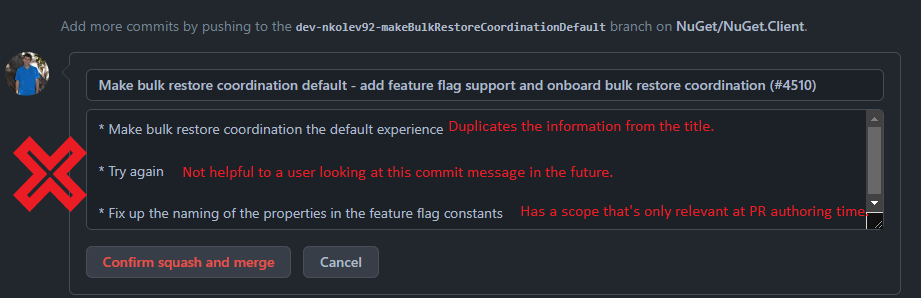 Add more commits by pushing to the dev-nkolev92-makeBulkRestoreCoordinationDefault branch on NuGet/NuGet.Client.
Make bulk restore coordination default - add feature flag support and onboard bulk restore coordination (#4510)
* Make bulk restore coordination the default experience Duplicates the information from the title.
* Try again Not helpful to a user looking at this commit message in the future.
* Fix up the naming of the properties in the feature flag constants Has a scope that's only relevant at PR authoring time.
Confirm squash and merge Cancel